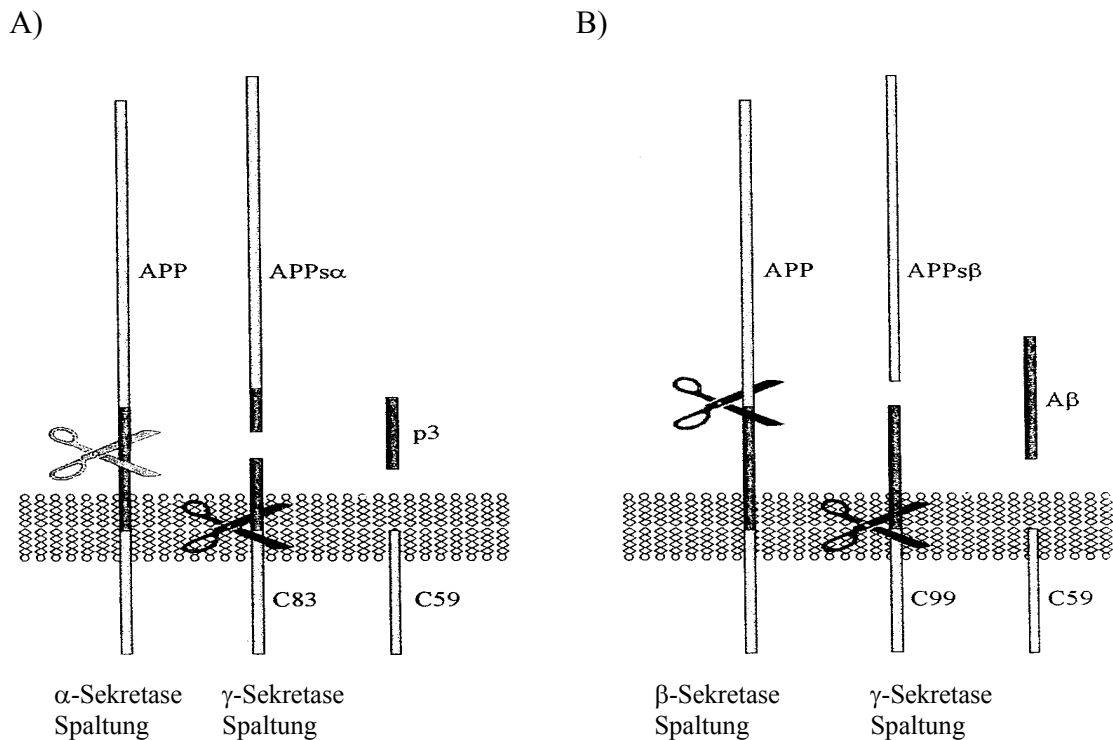 A)
B)
APP
APPsα
p3
C83
C59
α-Sekretase
Spaltung
γ-Sekretase
Spaltung
APP
APPsβ
Aβ
C99
C59
β-Sekretase
Spaltung
γ-Sekretase
Spaltung